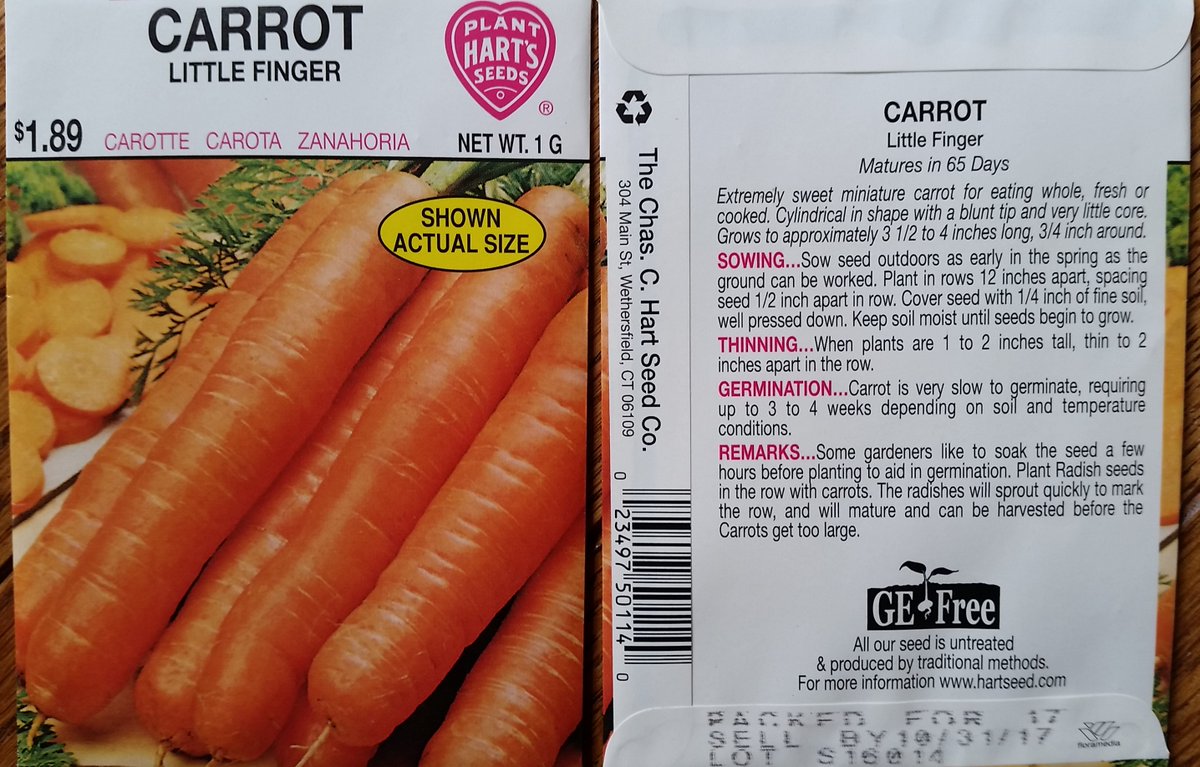 CARROT
LITTLE FINGER
PLANT
HART'S
SEEDS
®
$1.89
CAROTTE CAROTA ZANAHORIA
NET WT. 1 G
SHOWN
ACTUAL SIZE
The Chas. C. Hart Seed Co.
304 Main St, Wethersfield, CT 06109
0 23497 50114 0
CARROT
Little Finger
Matures in 65 Days
Extremely sweet miniature carrot for eating whole, fresh or
cooked. Cylindrical in shape with a blunt tip and very little core.
Grows to approximately 3 1/2 to 4 inches long, 3/4 inch around.
SOWING...Sow seed outdoors as early in the spring as the
ground can be worked. Plant in rows 12 inches apart, spacing
seed 1/2 inch apart in row. Cover seed with 1/4 inch of fine soil,
well pressed down. Keep soil moist until seeds begin to grow.
THINNING...When plants are 1 to 2 inches tall, thin to 2
inches apart in the row.
GERMINATION...Carrot is very slow to germinate, requiring
up to 3 to 4 weeks depending on soil and temperature
conditions.
REMARKS...Some gardeners like to soak the seed a few
hours before planting to aid in germination. Plant Radish seeds
in the row with carrots. The radishes will sprout quickly to mark
the row, and will mature and can be harvested before the
Carrots get too large.
GE Free
All our seed is untreated
& produced by traditional methods.
For more information www.hartseed.com
PACKED FOR 17
SELL BY 10/31/17
LOT S16014
floramedia